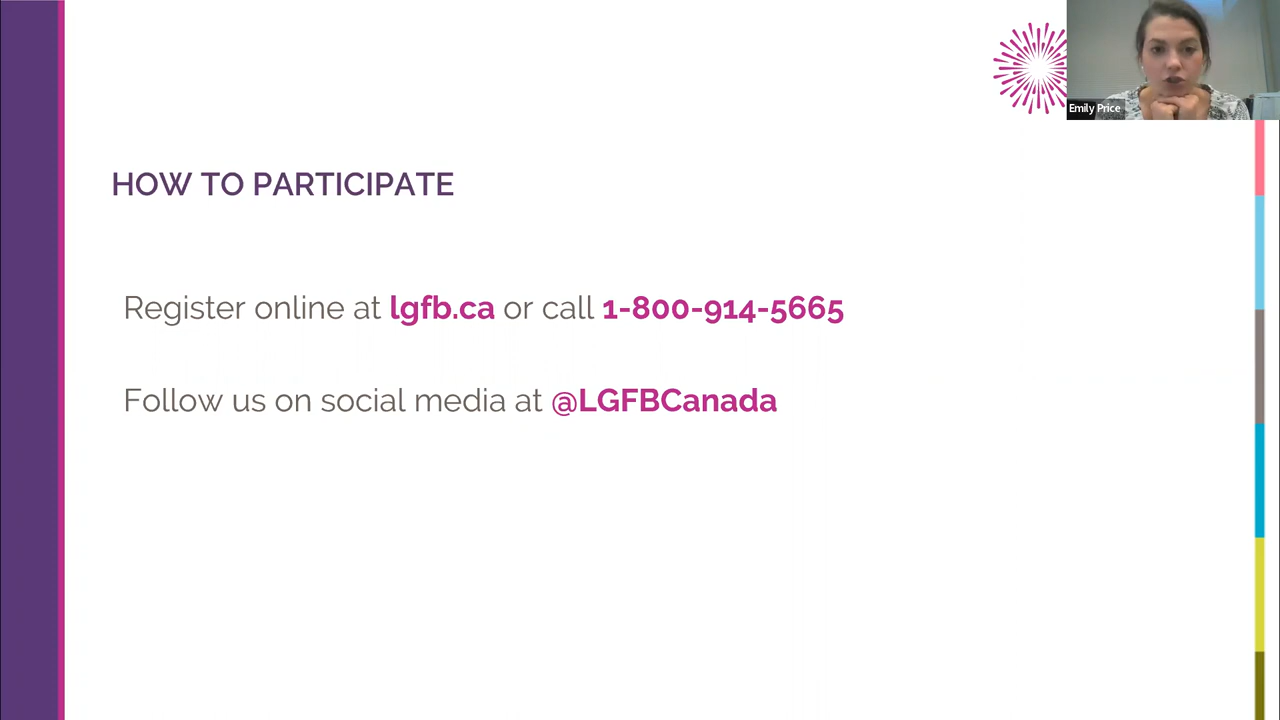 Emily Price
HOW TO PARTICIPATE
Register online at lgfb.ca or call 1-800-914-5665
Follow us on social media at @LGFBCanada